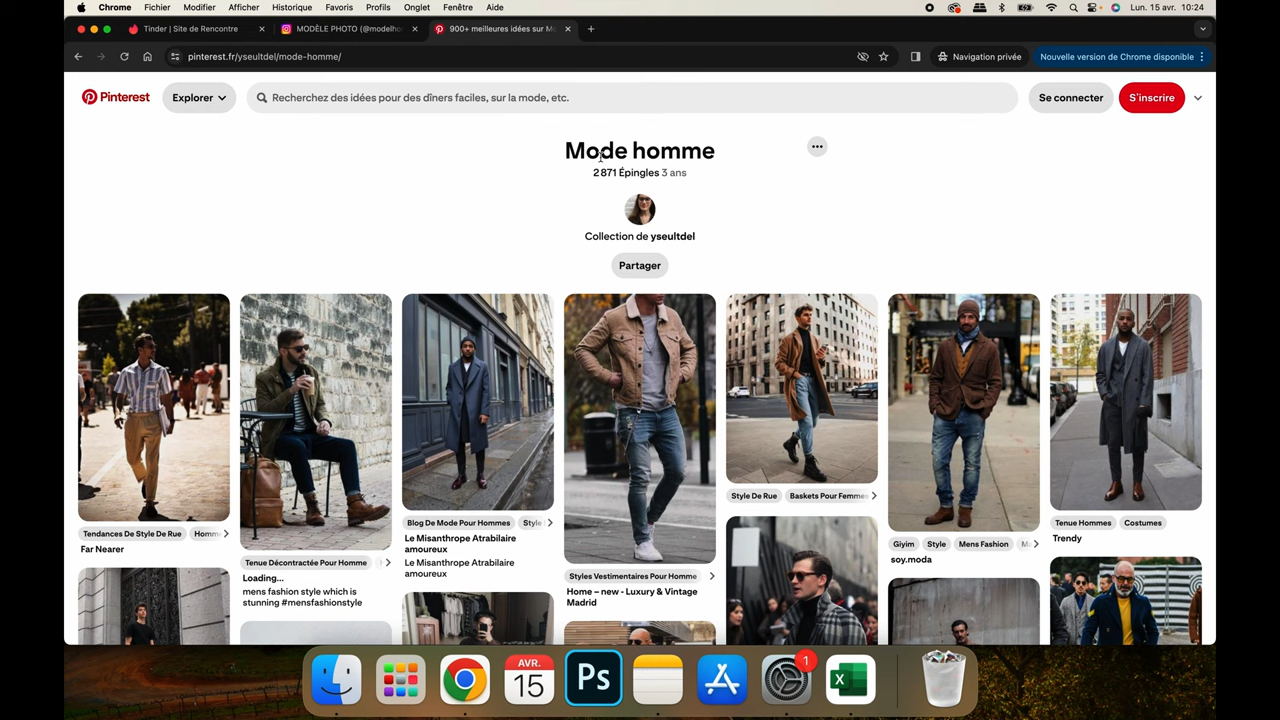 Chrome Fichier Modifier Afficher Historique Favoris Profils Onglet Fenêtre Aide Lun. 15 avr. 10:24
Tinder | Site de Rencontre MODÈLE PHOTO (@modelho 900+ meilleures idées sur Mo
pinterest.fr/yseultdel/mode-homme/ Navigation privée Nouvelle version de Chrome disponible
Pinterest Explorer Recherchez des idées pour des dîners faciles, sur la mode, etc. Se connecter S'inscrire
Mode homme
2 871 Épingles 3 ans
Collection de yseultdel
Partager
Style De Rue Baskets Pour Femmes
Blog De Mode Pour Hommes Style
Tenue Hommes Costumes
Tendances De Style De Rue Homm
Le Misanthrope Atrabilaire
amoureux
Trendy
Giyim Style Mens Fashion
Far Nearer
soy.moda
Tenue Décontractée Pour Homme
Le Misanthrope Atrabilaire
amoureux
Styles Vestimentaires Pour Homme
Loading...
mens fashion style which is
stunning #mensfashionstyle
Home – new - Luxury & Vintage
Madrid
AVR.
15
Ps
1
X